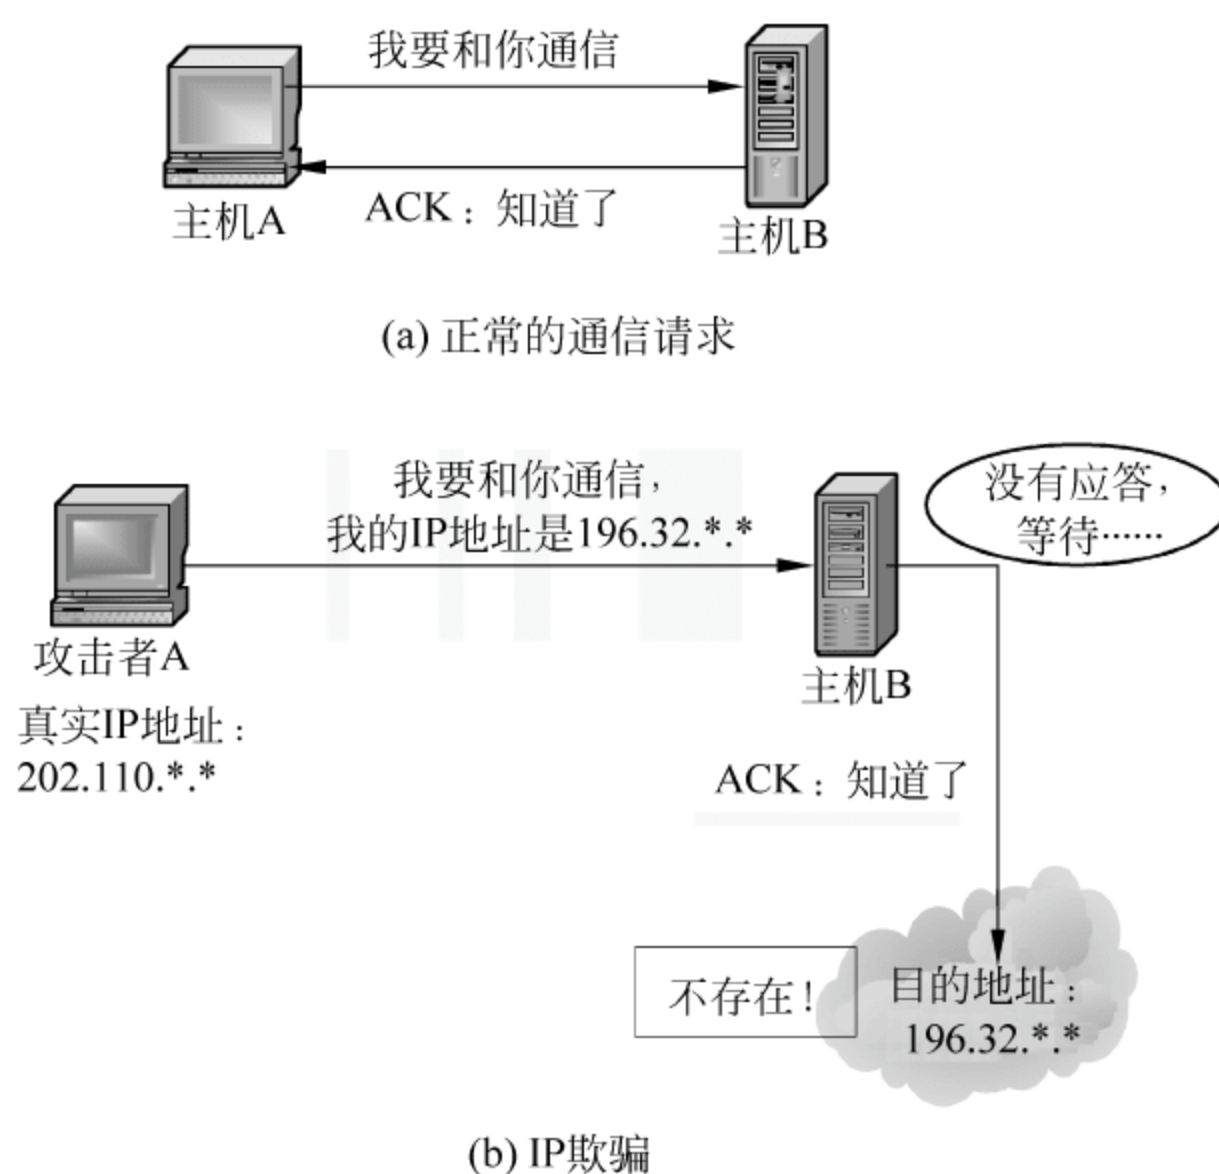 我要和你通信
ACK：知道了
主机A
主机B
(a) 正常的通信请求
我要和你通信，
我的IP地址是196.32.*.*
没有应答，
等待……
攻击者A
主机B
真实IP地址：
202.110.*.*
ACK：知道了
不存在！
目的地址：
196.32.*.*
(b) IP欺骗